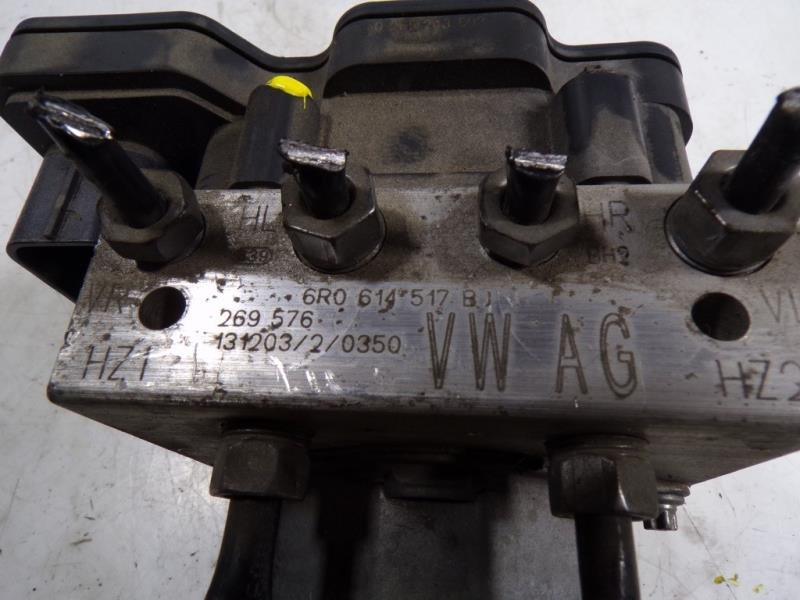 HL HR
39 BH2
VR VL
6R0 614 517 BJ
269 576
131203/2/0350
VW AG
HZ1 HZ2